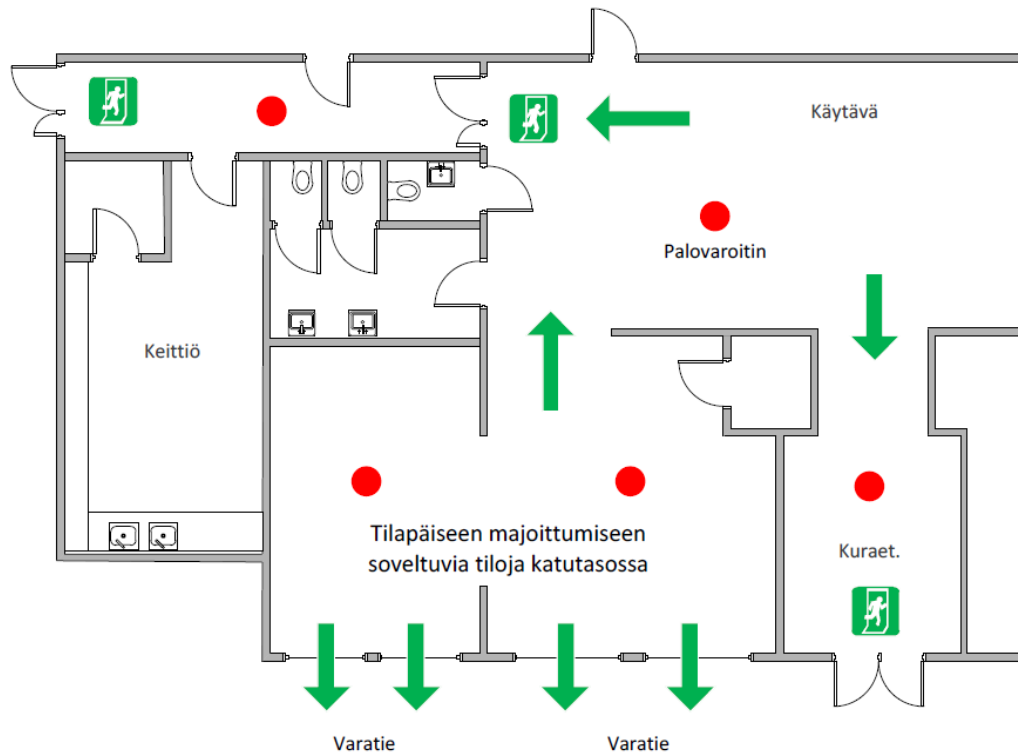 Käytävä
Palovaroitin
Keittiö
Tilapäiseen majoittumiseen
soveltuvia tiloja katutasossa
Kuraet.
Varatie
Varatie